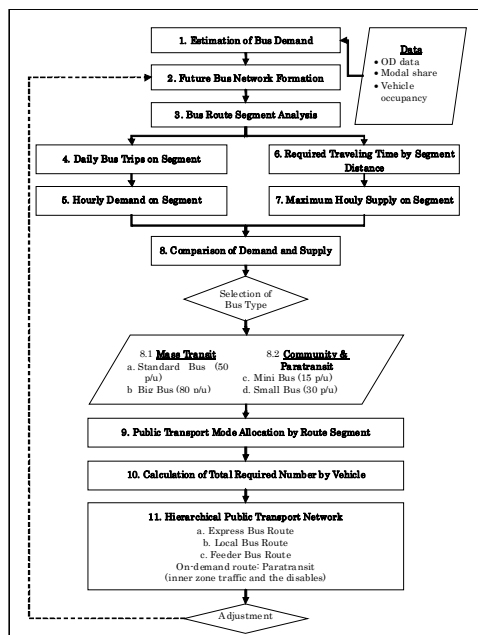 1. Estimation of Bus Demand
Data
• OD data
• Modal share
• Vehicle
occupancy
2. Future Bus Network Formation
3. Bus Route Segment Analysis
4. Daily Bus Trips on Segment
6. Required Traveling Time by Segment
Distance
5. Hourly Demand on Segment
7. Maximum Hourly Supply on Segment
8. Comparison of Demand and Supply
Selection of
Bus Type
8.1 Mass Transit
a. Standard Bus (50
p/u)
b. Big Bus (80 p/u)
8.2 Community &
Paratransit
c. Mini Bus (15 p/u)
d. Small Bus (30 p/u)
9. Public Transport Mode Allocation by Route Segment
10. Calculation of Total Required Number by Vehicle
11. Hierarchical Public Transport Network
a. Express Bus Route
b. Local Bus Route
c. Feeder Bus Route
On-demand route: Paratransit
(inner zone traffic and the disables)
Adjustment